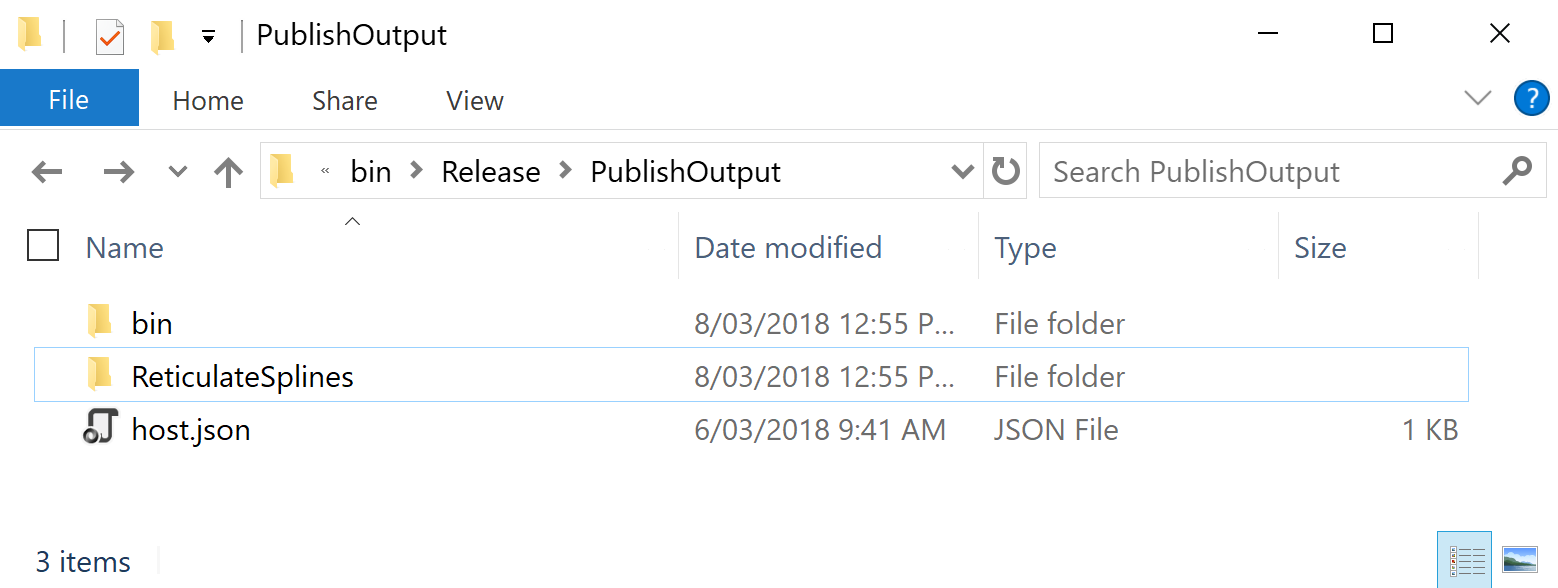 PublishOutput
File Home Share View ?
« bin Release PublishOutput Search PublishOutput
Name Date modified Type Size
bin 8/03/2018 12:55 P... File folder
ReticulateSplines 8/03/2018 12:55 P... File folder
host.json 6/03/2018 9:41 AM JSON File 1 KB
3 items